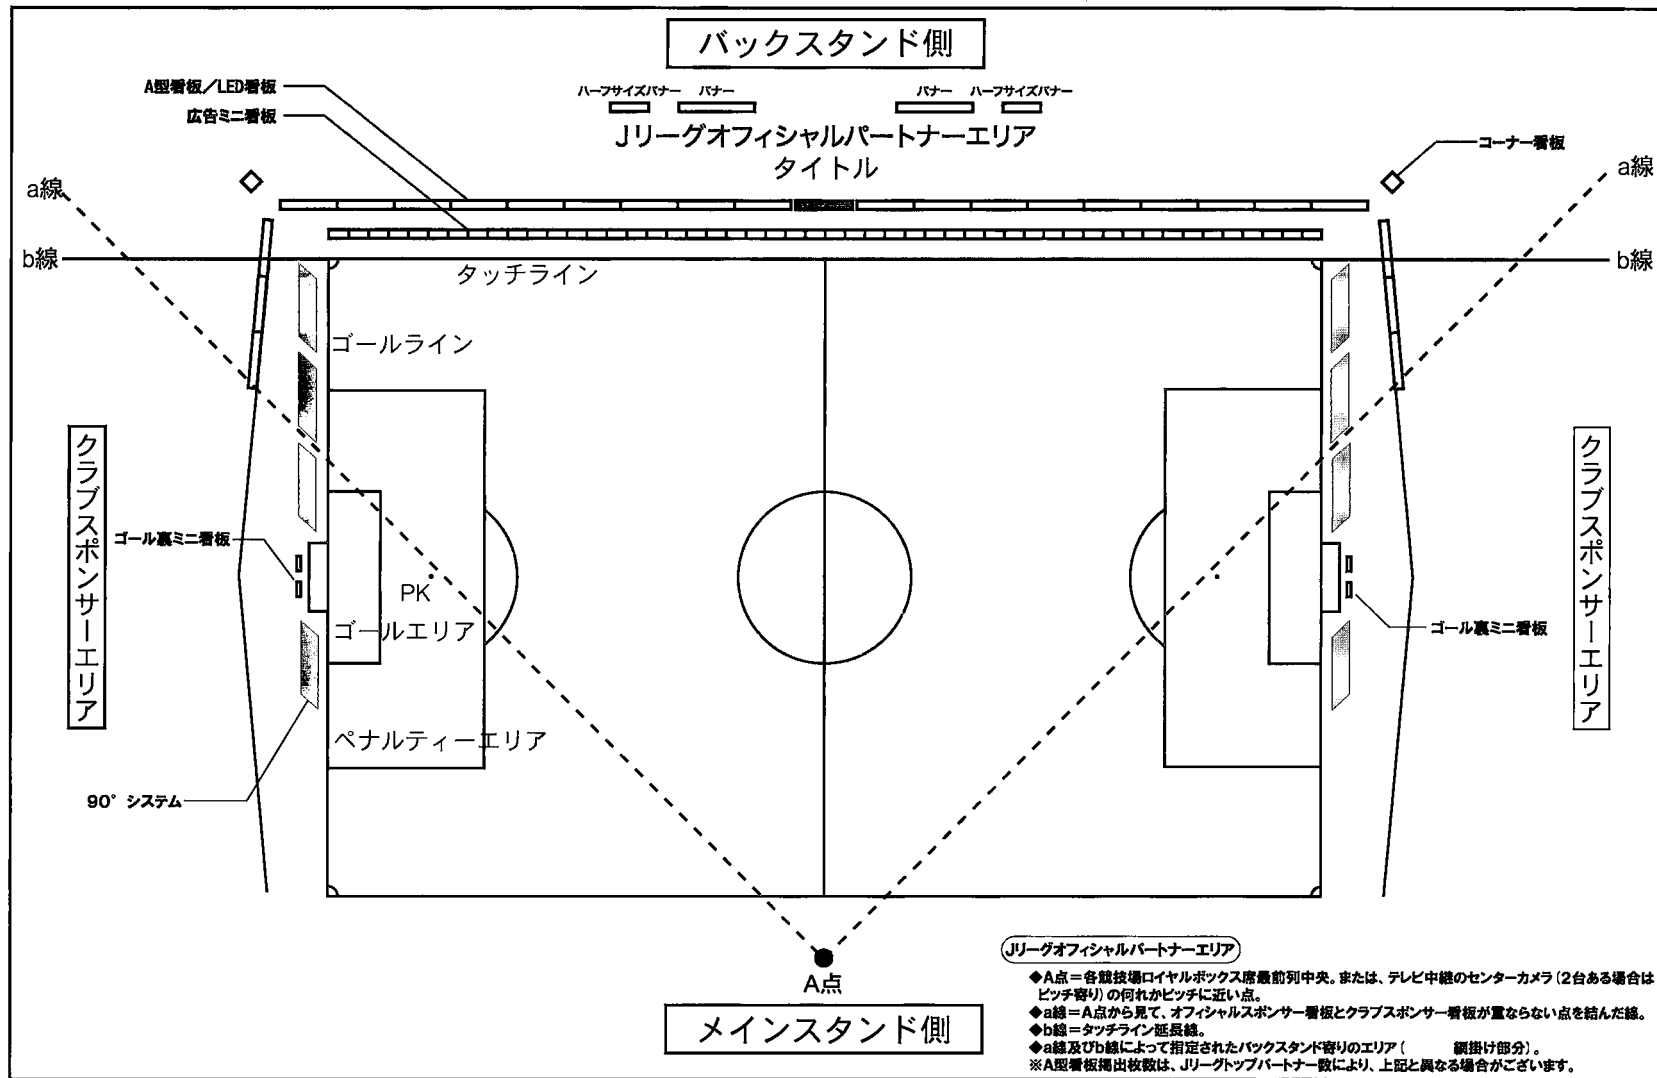 バックスタンド側
A型看板/LED看板
広告ミニ看板
ハーフサイズバナー
バナー
バナー
ハーフサイズバナー
Jリーグオフィシャルパートナーエリア
タイトル
コーナー看板
a線
a線
b線
b線
タッチライン
ゴールライン
クラブスポンサーエリア
クラブスポンサーエリア
ゴール裏ミニ看板
PK
ゴールエリア
ゴール裏ミニ看板
ペナルティーエリア
90°システム
A点
メインスタンド側
Jリーグオフィシャルパートナーエリア
◆A点=各競技場ロイヤルボックス席最前列中央。または、テレビ中継のセンターカメラ(2台ある場合は
ピッチ寄り)の何れかピッチに近い点。
◆a線=A点から見て、オフィシャルスポンサー看板とクラブスポンサー看板が重ならない点を結んだ線。
◆b線=タッチライン延長線。
◆a線及びb線によって指定されたバックスタンド寄りのエリア( 網掛け部分)。
※A型看板掲出枚数は、Jリーグトップパートナー数により、上記と異なる場合がございます。